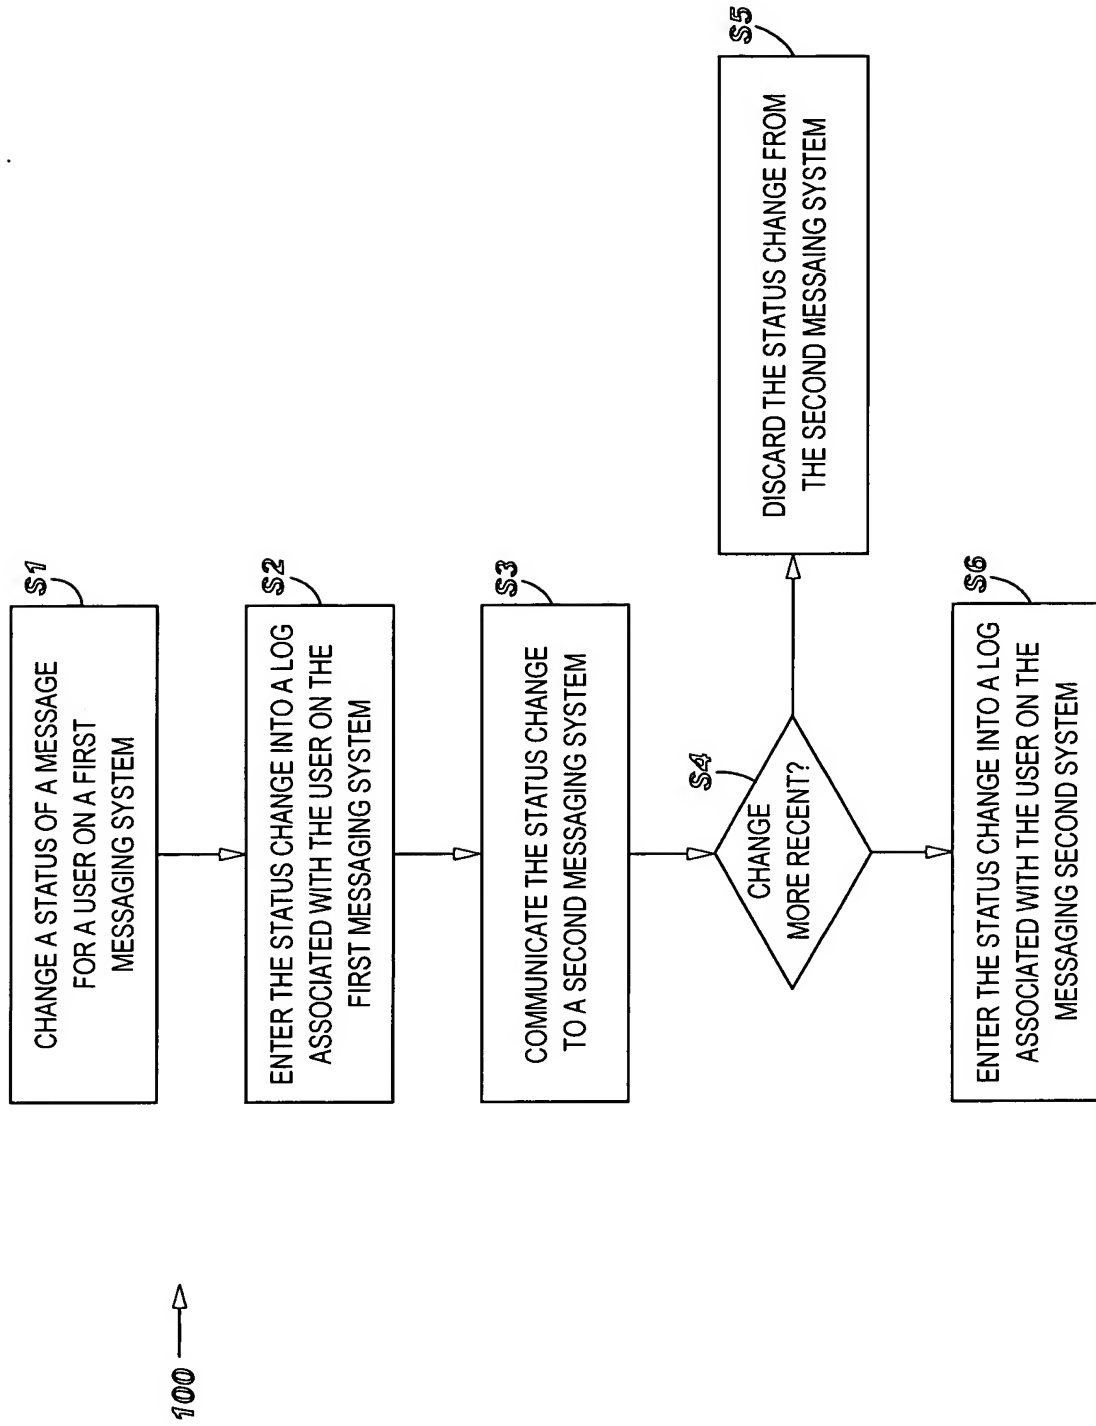 100
S1
CHANGE A STATUS OF A MESSAGE
FOR A USER ON A FIRST
MESSAGING SYSTEM
S2
ENTER THE STATUS CHANGE INTO A LOG
ASSOCIATED WITH THE USER ON THE
FIRST MESSAGING SYSTEM
S3
COMMUNICATE THE STATUS CHANGE
TO A SECOND MESSAGING SYSTEM
S4
CHANGE
MORE RECENT?
S5
DISCARD THE STATUS CHANGE FROM
THE SECOND MESSAING SYSTEM
S6
ENTER THE STATUS CHANGE INTO A LOG
ASSOCIATED WITH THE USER ON THE
MESSAGING SECOND SYSTEM